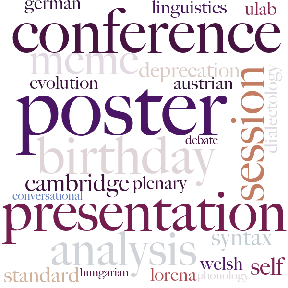 german linguistics ulab
conference
meme deprecation
evolution austrian
poster
debate
birthday
session
dialectology
cambridge plenary
conversational
presentation
analysis syntax
standard hungarian lorena welsh self
phonology